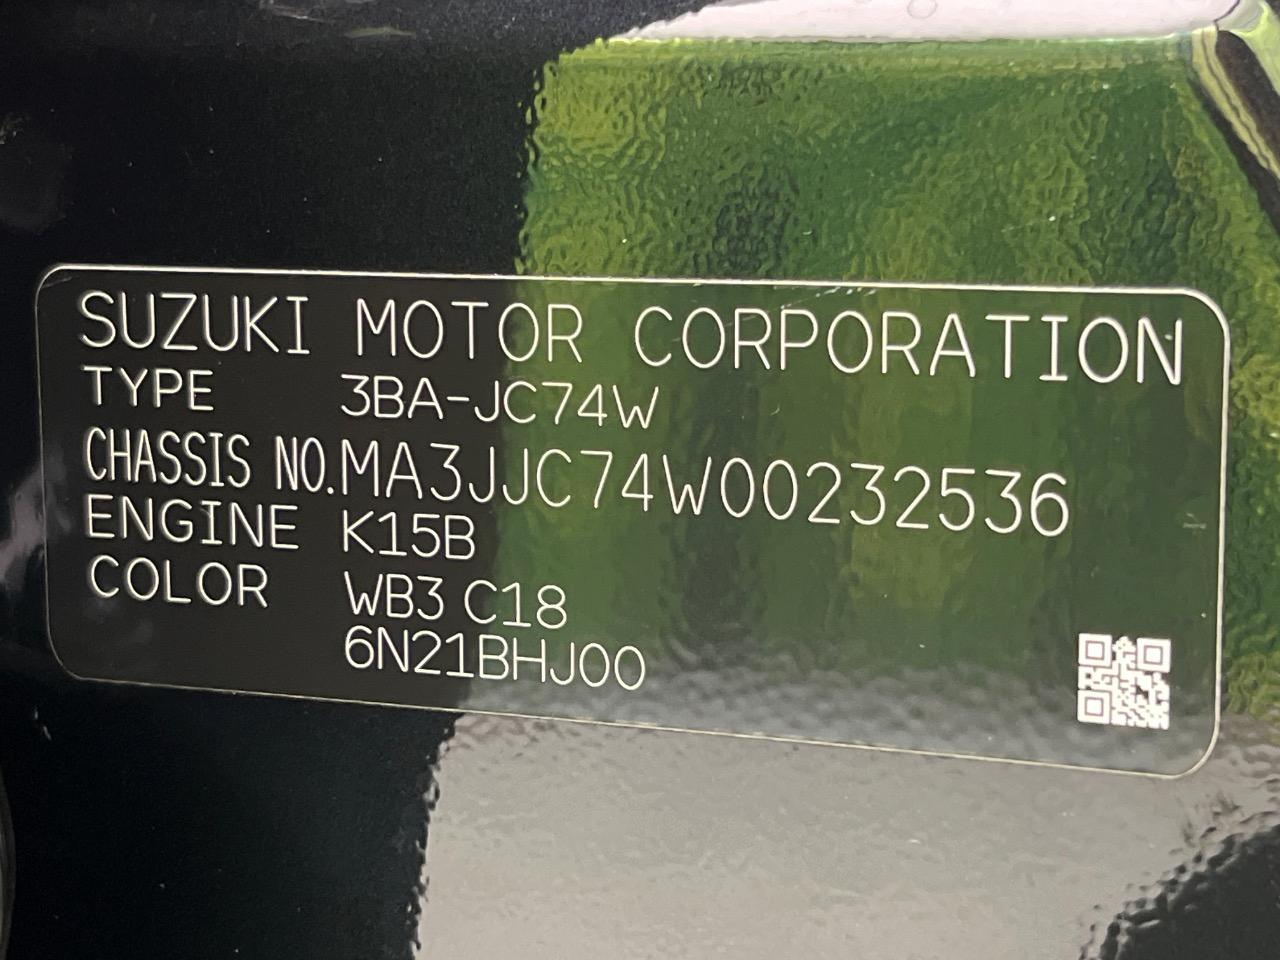 SUZUKI MOTOR CORPORATION
TYPE 3BA-JC74W
CHASSIS NO.MA3JJC74W00232536
ENGINE K15B
COLOR WB3 C18
6N21BHJ00